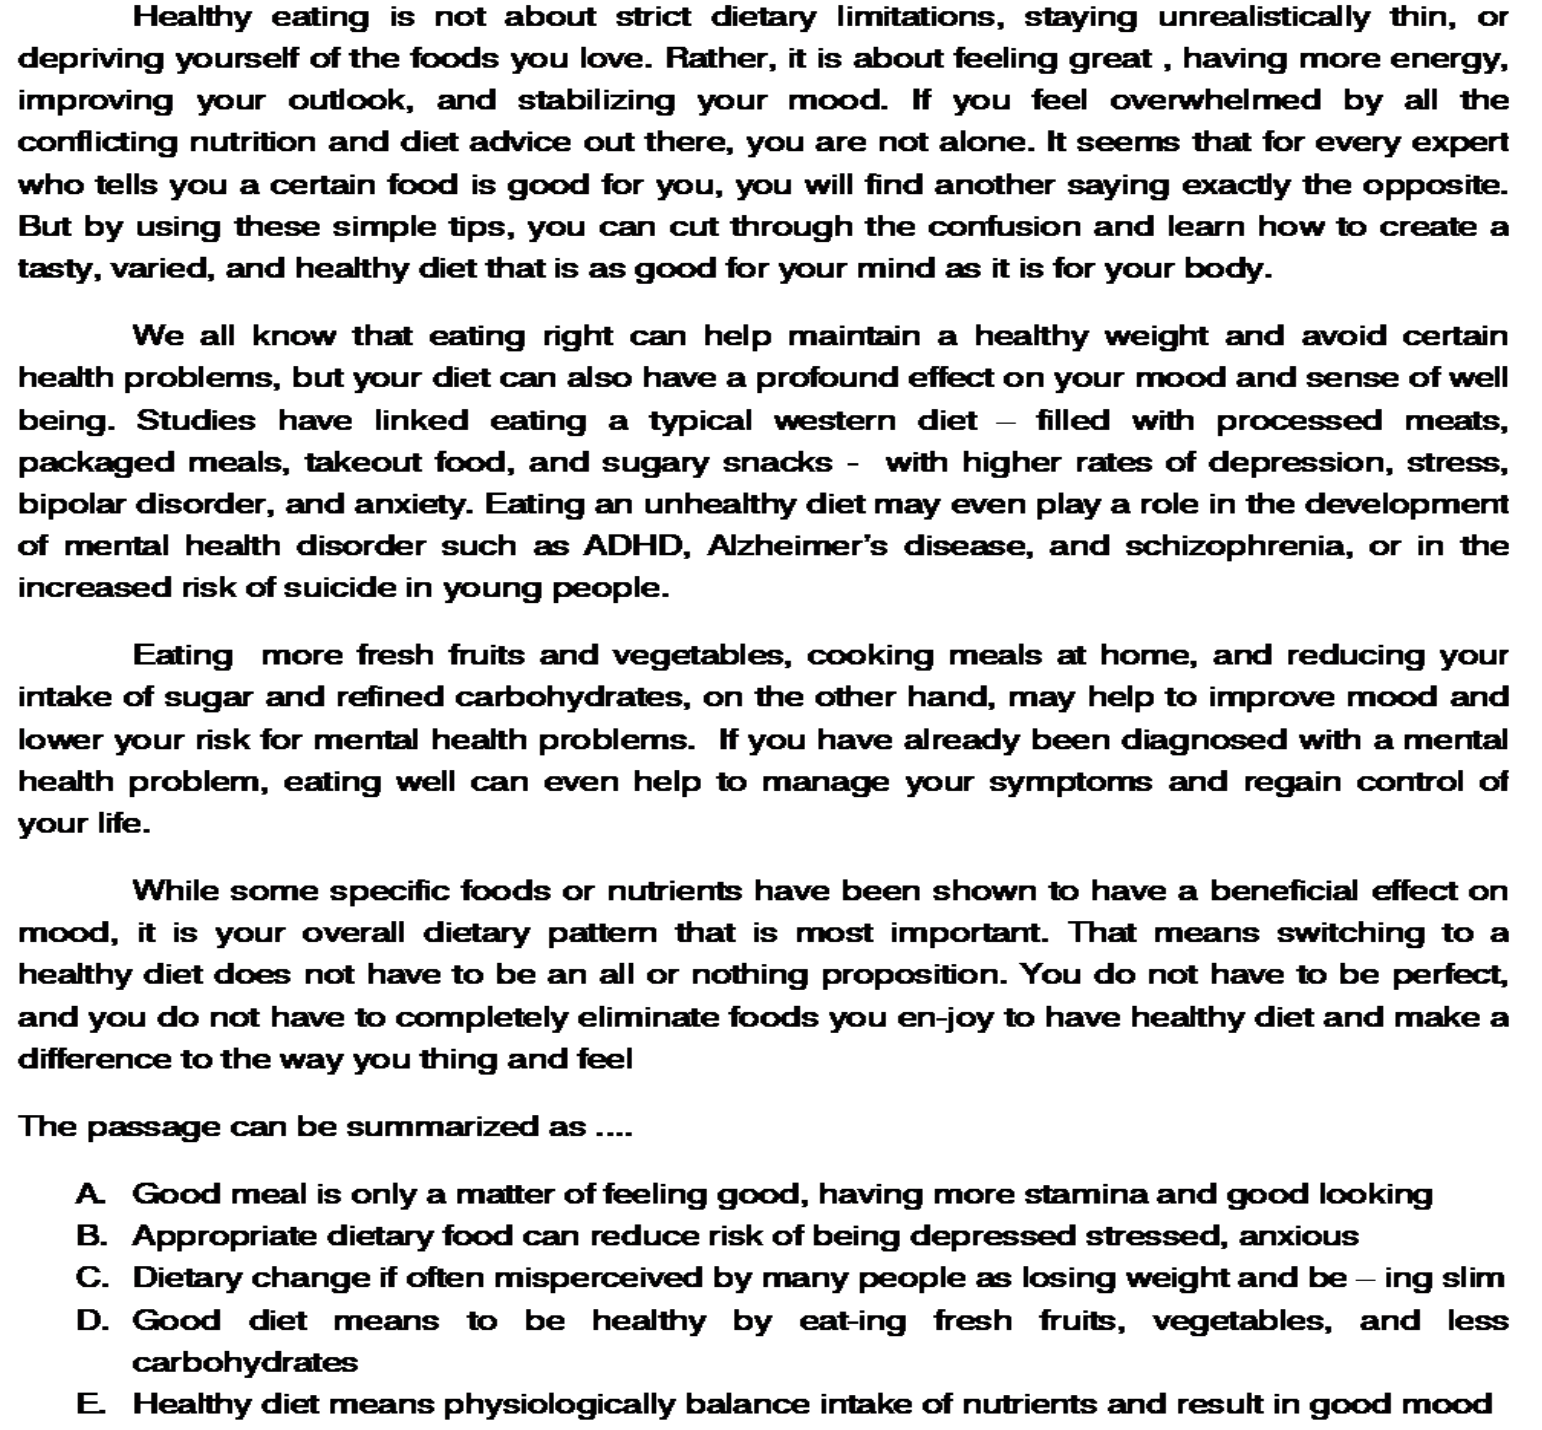 Healthy eating is not about strict dietary limitations, staying unrealistically thin, or
depriving yourself of the foods you love. Rather, it is about feeling great , having more energy,
improving your outlook, and stabilizing your mood. If you feel overwhelmed by all the
conflicting nutrition and diet advice out there, you are not alone. It seems that for every expert
who tells you a certain food is good for you, you will find another saying exactly the opposite.
But by using these simple tips, you can cut through the confusion and learn how to create a
tasty, varied, and healthy diet that is as good for your mind as it is for your body.
We all know that eating right can help maintain a healthy weight and avoid certain
health problems, but your diet can also have a profound effect on your mood and sense of well
being. Studies have linked eating a typical western diet – filled with processed meats,
packaged meals, takeout food, and sugary snacks - with higher rates of depression, stress,
bipolar disorder, and anxiety. Eating an unhealthy diet may even play a role in the development
of mental health disorder such as ADHD, Alzheimer’s disease, and schizophrenia, or in the
increased risk of suicide in young people.
Eating more fresh fruits and vegetables, cooking meals at home, and reducing your
intake of sugar and refined carbohydrates, on the other hand, may help to improve mood and
lower your risk for mental health problems. If you have already been diagnosed with a mental
health problem, eating well can even help to manage your symptoms and regain control of
your life.
While some specific foods or nutrients have been shown to have a beneficial effect on
mood, it is your overall dietary pattern that is most important. That means switching to a
healthy diet does not have to be an all or nothing proposition. You do not have to be perfect,
and you do not have to completely eliminate foods you en-joy to have healthy diet and make a
difference to the way you thing and feel
The passage can be summarized as ....
A. Good meal is only a matter of feeling good, having more stamina and good looking
B. Appropriate dietary food can reduce risk of being depressed stressed, anxious
C. Dietary change if often misperceived by many people as losing weight and be – ing slim
D. Good diet means to be healthy by eat-ing fresh fruits, vegetables, and less
carbohydrates
E. Healthy diet means physiologically balance intake of nutrients and result in good mood